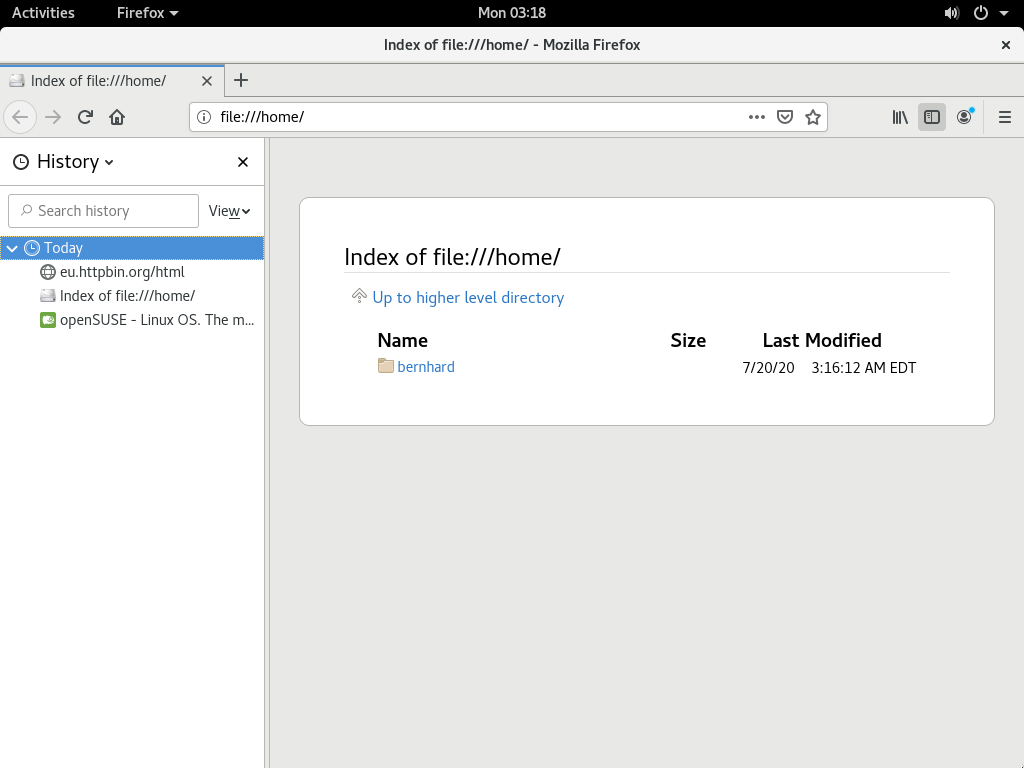 Activities Firefox Mon 03:18
Index of file:///home/ - Mozilla Firefox
Index of file:///home/
file:///home/
History
Search history View
Today
eu.httpbin.org/html
Index of file:///home/
openSUSE - Linux OS. The m...
Index of file:///home/
Up to higher level directory
Name Size Last Modified
bernhard 7/20/20 3:16:12 AM EDT